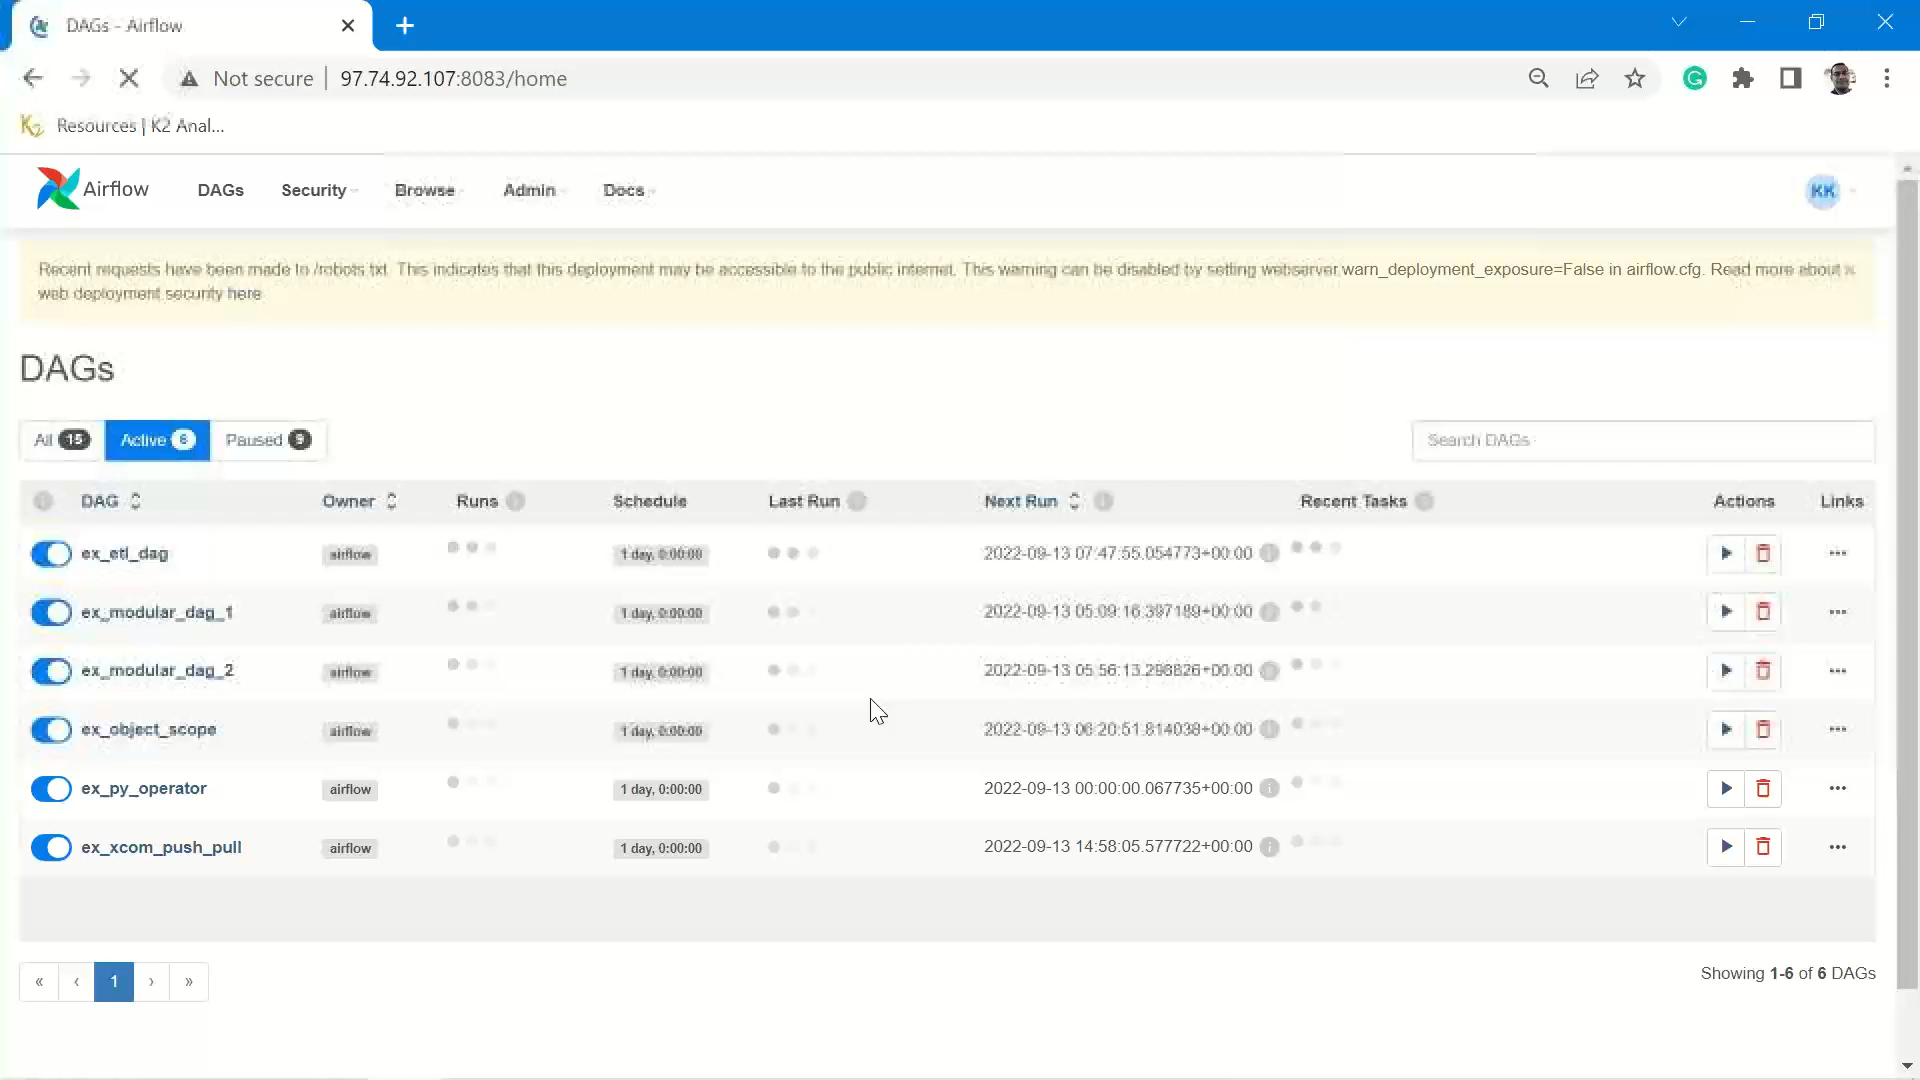 DAGs - Airflow
Not secure | 97.74.92.107:8083/home
G
K2 Resources | K2 Anal...
Airflow DAGs Security Browse Admin Docs KK
Recent requests have been made to /robots.txt. This indicates that this deployment may be accessible to the public internet. This warning can be disabled by setting webserver.warn_deployment_exposure=False in airflow.cfg. Read more about ×
web deployment security here
DAGs
All 15 Active 6 Paused 9 Search DAGs
DAG Owner Runs Schedule Last Run Next Run Recent Tasks Actions Links
ex_etl_dag airflow 1 day, 0:00:00 2022-09-13 07:47:55.054773+00:00
ex_modular_dag_1 airflow 1 day, 0:00:00 2022-09-13 05:09:16.397189+00:00
ex_modular_dag_2 airflow 1 day, 0:00:00 2022-09-13 05:56:13.298826+00:00
ex_object_scope airflow 1 day, 0:00:00 2022-09-13 06:20:51.814038+00:00
ex_py_operator airflow 1 day, 0:00:00 2022-09-13 00:00:00.067735+00:00
ex_xcom_push_pull airflow 1 day, 0:00:00 2022-09-13 14:58:05.577722+00:00
« ‹ 1 › »
Showing 1-6 of 6 DAGs